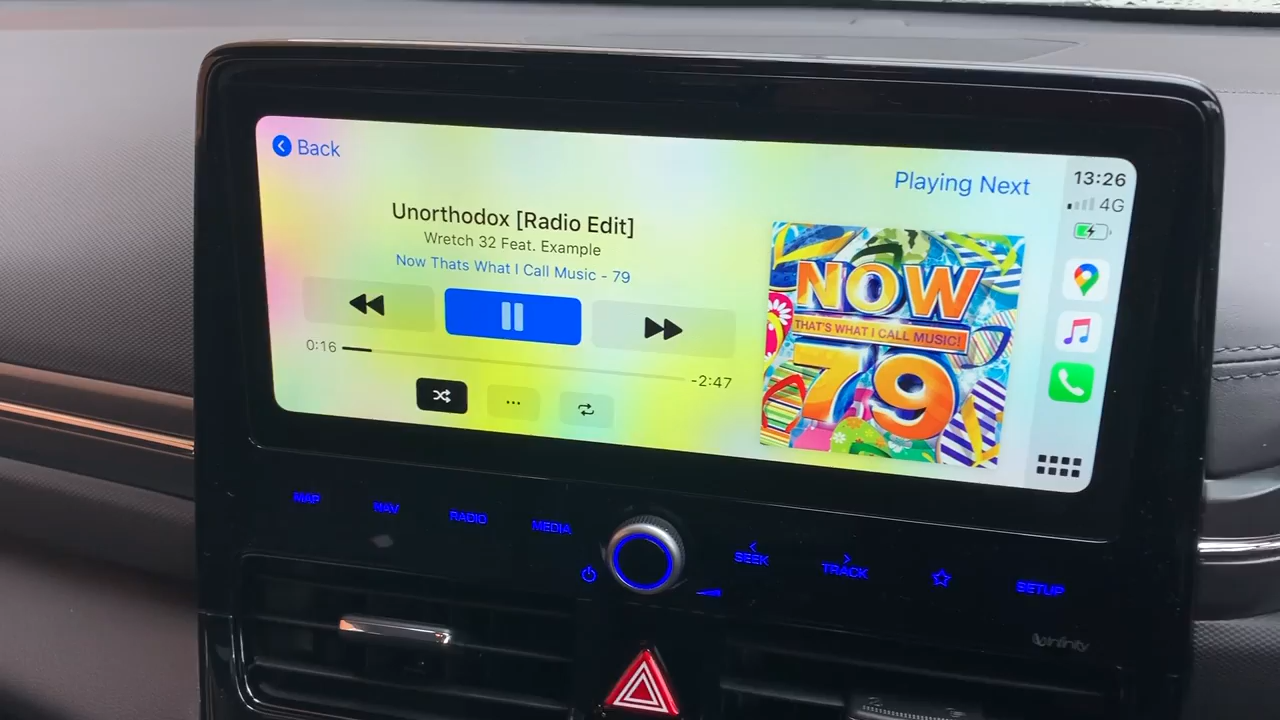 Back
Playing Next
13:26
4G
Unorthodox [Radio Edit]
Wretch 32 Feat. Example
Now Thats What I Call Music - 79
0:16
-2:47
NOW
THAT'S WHAT I CALL MUSIC!
79
MAP
NAV
RADIO
MEDIA
SEEK
TRACK
SETUP
infinity